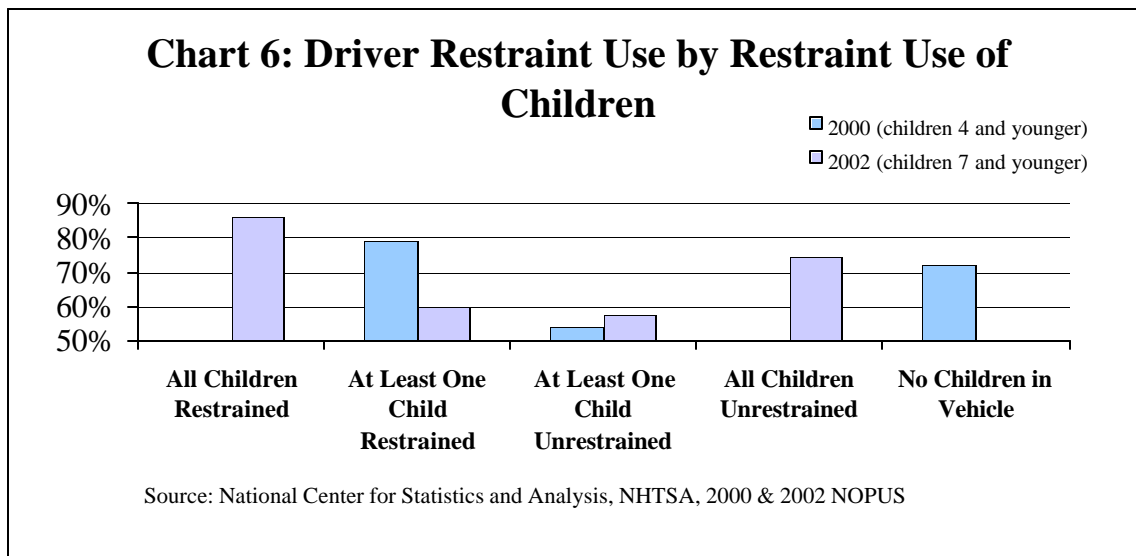 Chart 6: Driver Restraint Use by Restraint Use of
Children
2000 (children 4 and younger)
2002 (children 7 and younger)
90%
80%
70%
60%
50%
All Children
Restrained
At Least One
Child
Restrained
At Least One
Child
Unrestrained
All Children
Unrestrained
No Children in
Vehicle
Source: National Center for Statistics and Analysis, NHTSA, 2000 & 2002 NOPUS